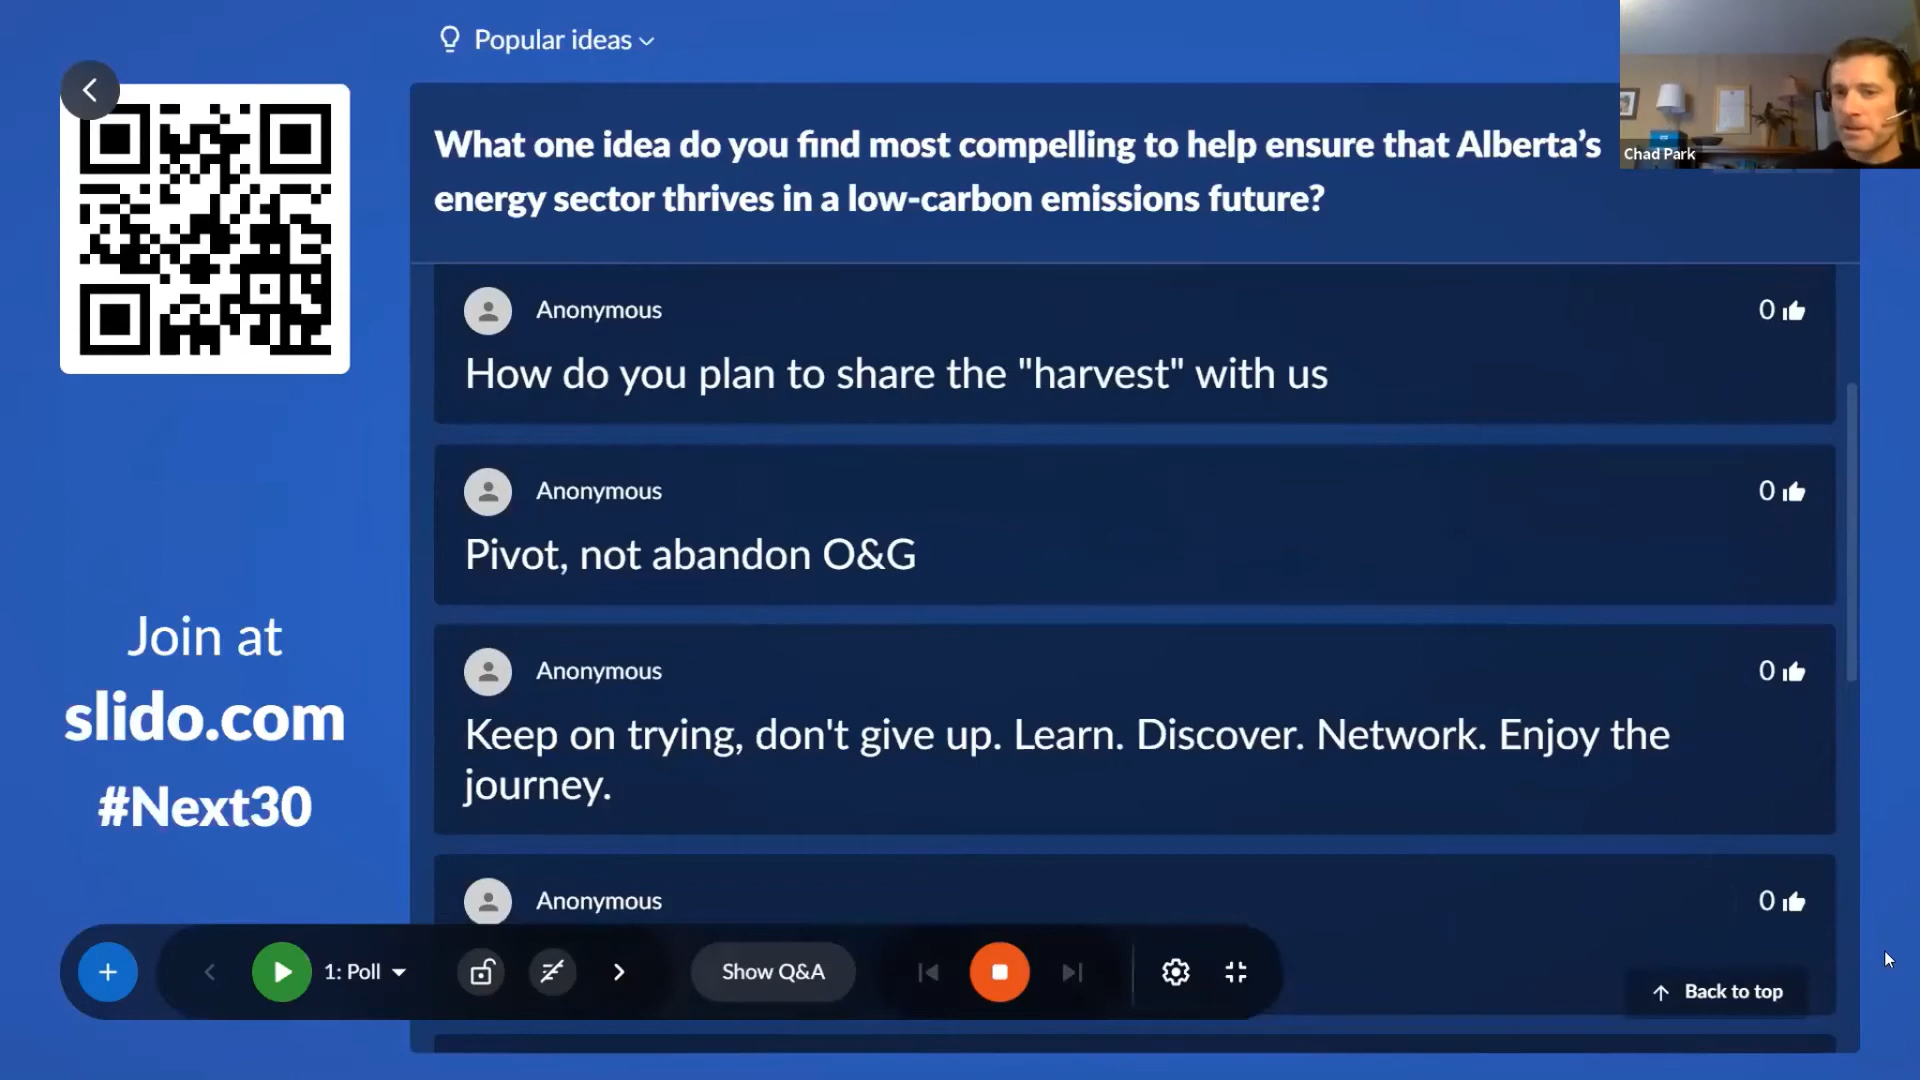 Popular ideas
What one idea do you find most compelling to help ensure that Alberta’s
energy sector thrives in a low-carbon emissions future?
Chad Park
Anonymous
0
How do you plan to share the "harvest" with us
Anonymous
0
Pivot, not abandon O&G
Anonymous
0
Keep on trying, don't give up. Learn. Discover. Network. Enjoy the
journey.
Anonymous
0
Join at
slido.com
#Next30
1: Poll
Show Q&A
Back to top